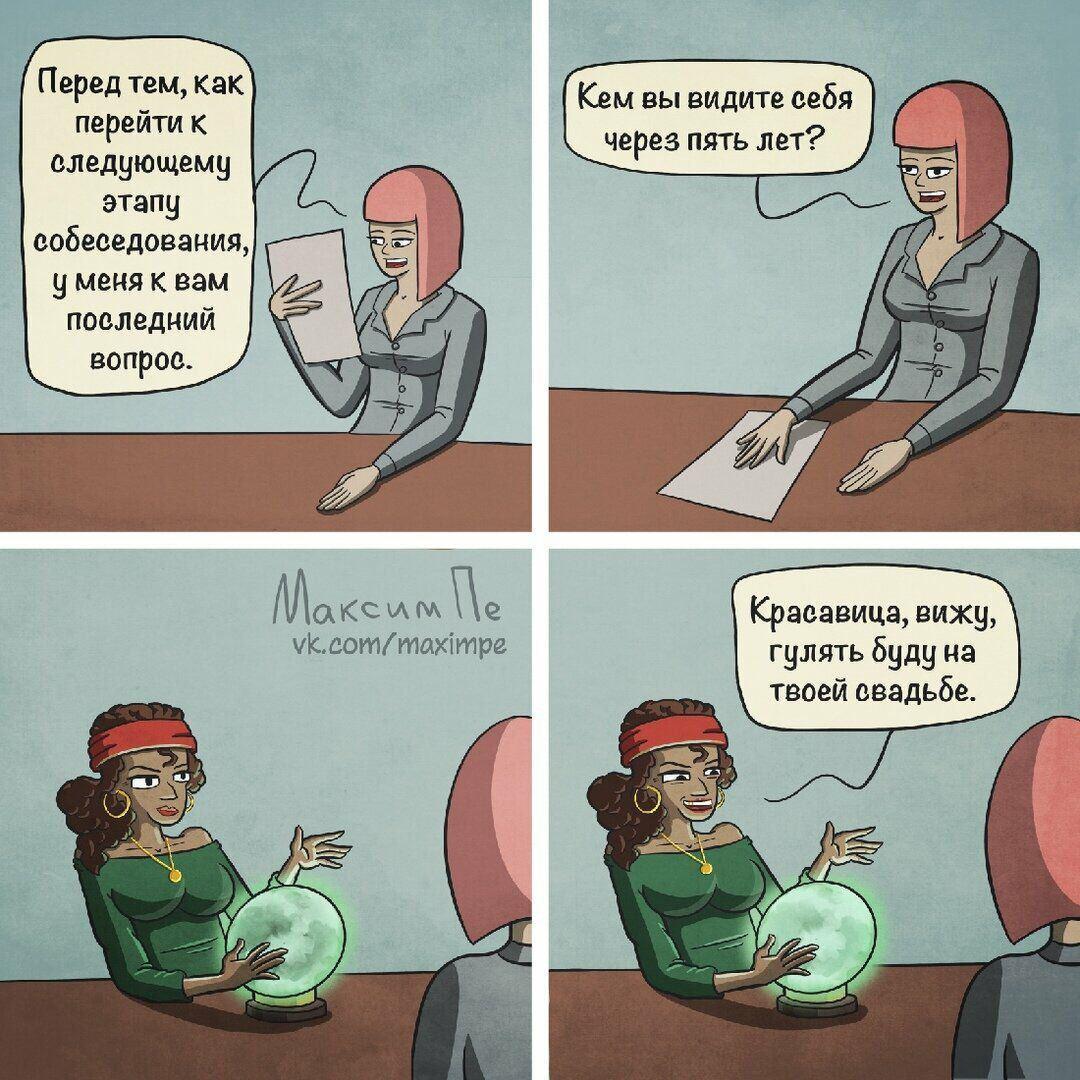 Перед тем, как
перейти к
следующему
этапу
собеседования,
у меня к вам
последний
вопрос.
Кем вы видите себя
через пять лет?
Максим Пе
vk.com/maximpe
Красавица, вижу,
гулять буду на
твоей свадьбе.